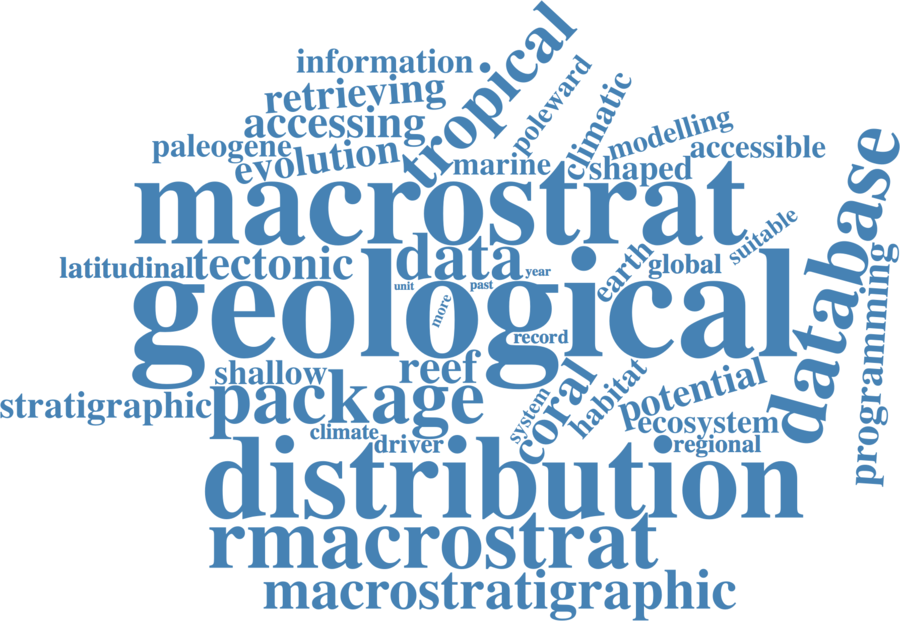 information
retrieving
tropical
poleward
climatic
accessing
modelling
paleogene
evolution
marine
shaped
accessible
macrostrat
database
latitudinal
tectonic
data
year
unit
past
earth
global
suitable
programming
geological
more
record
shallow
reef
stratigraphic
package
system
coral
habitat
potential
ecosystem
climate
driver
regional
distribution
rmacrostrat
macrostratigraphic